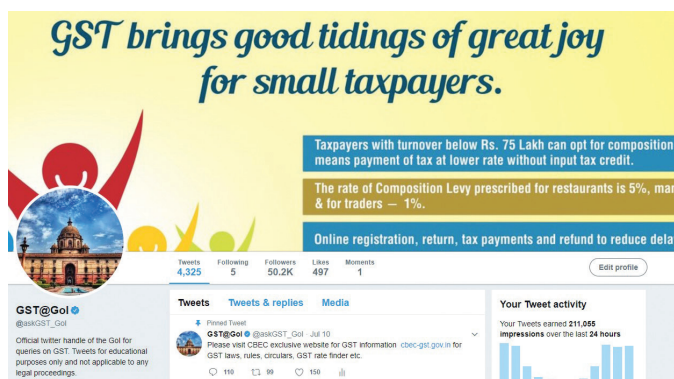 GST brings good tidings of great joy
for small taxpayers.
Taxpayers with turnover below Rs. 75 Lakh can opt for composition
means payment of tax at lower rate without input tax credit.
The rate of Composition Levy prescribed for restaurants is 5%,
& for traders — 1%.
Online registration, return, tax payments and refund to reduce
Tweets Following Followers Likes Moments
4,325 5 50.2K 497 1
Edit profile
GST@GoI
@askGST_GoI
Official twitter handle of the GoI for
queries on GST. Tweets for educational
purposes only and not applicable to any
legal proceedings.
Tweets Tweets & replies Media
Pinned Tweet
GST@GoI @askGST_GoI · Jul 10
Please visit CBEC exclusive website for GST information cbec-gst.gov.in for
GST laws, rules, circulars, GST rate finder etc.
110 99 150
Your Tweet activity
Your Tweets earned 211,055
impressions over the last 24 hours